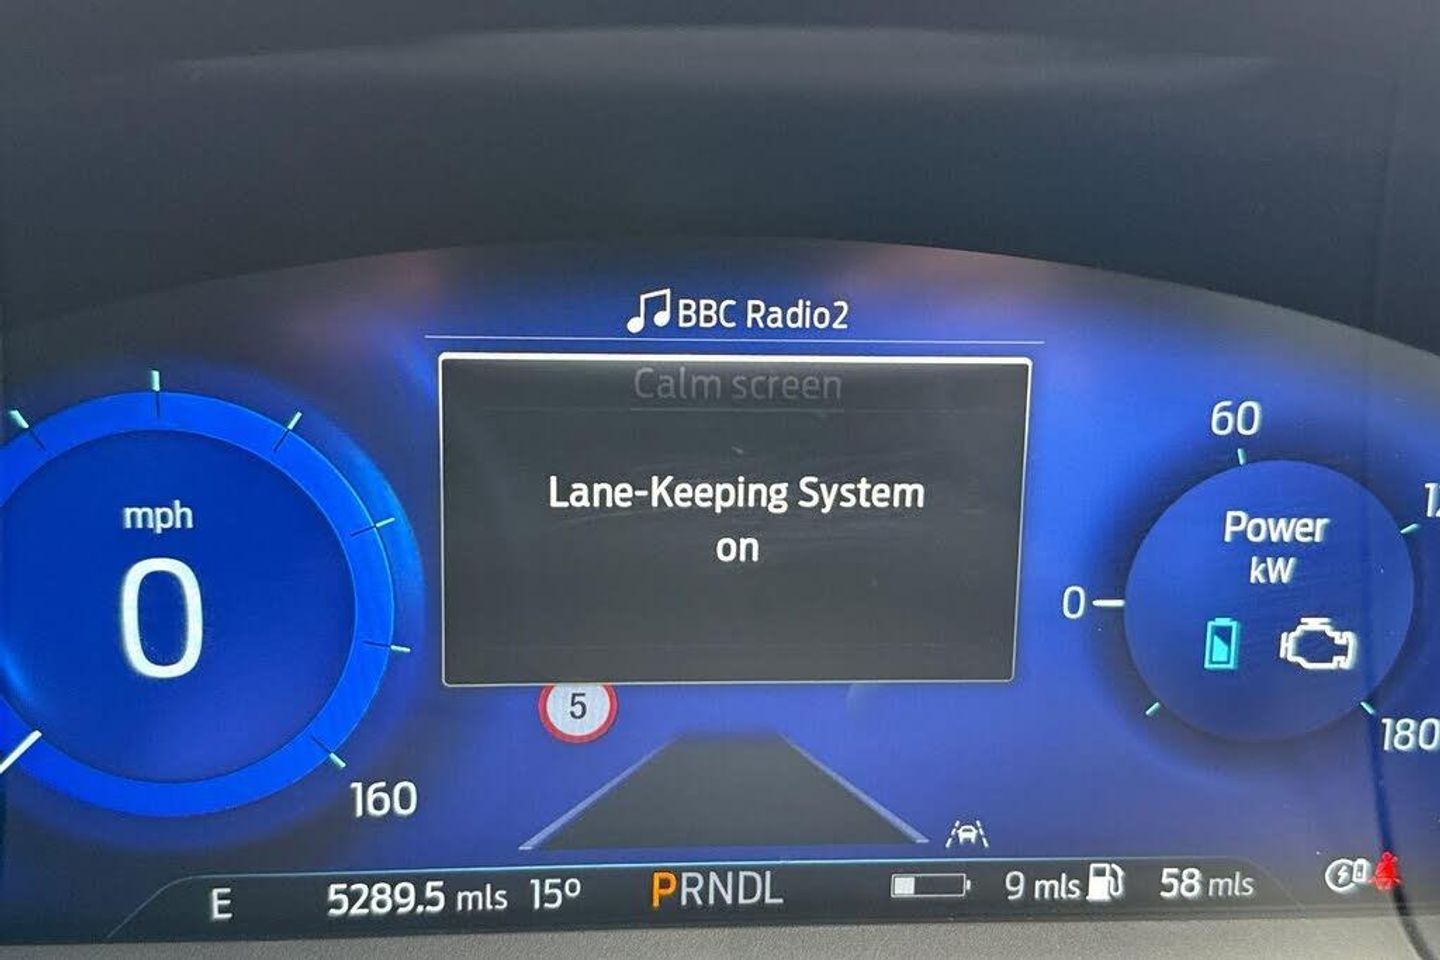 BBC Radio2
Calm screen
Lane-Keeping System
on
mph
0
160
5
60
Power
kW
0
180
E
5289.5 mls
15º
PRNDL
9 mls
58 mls